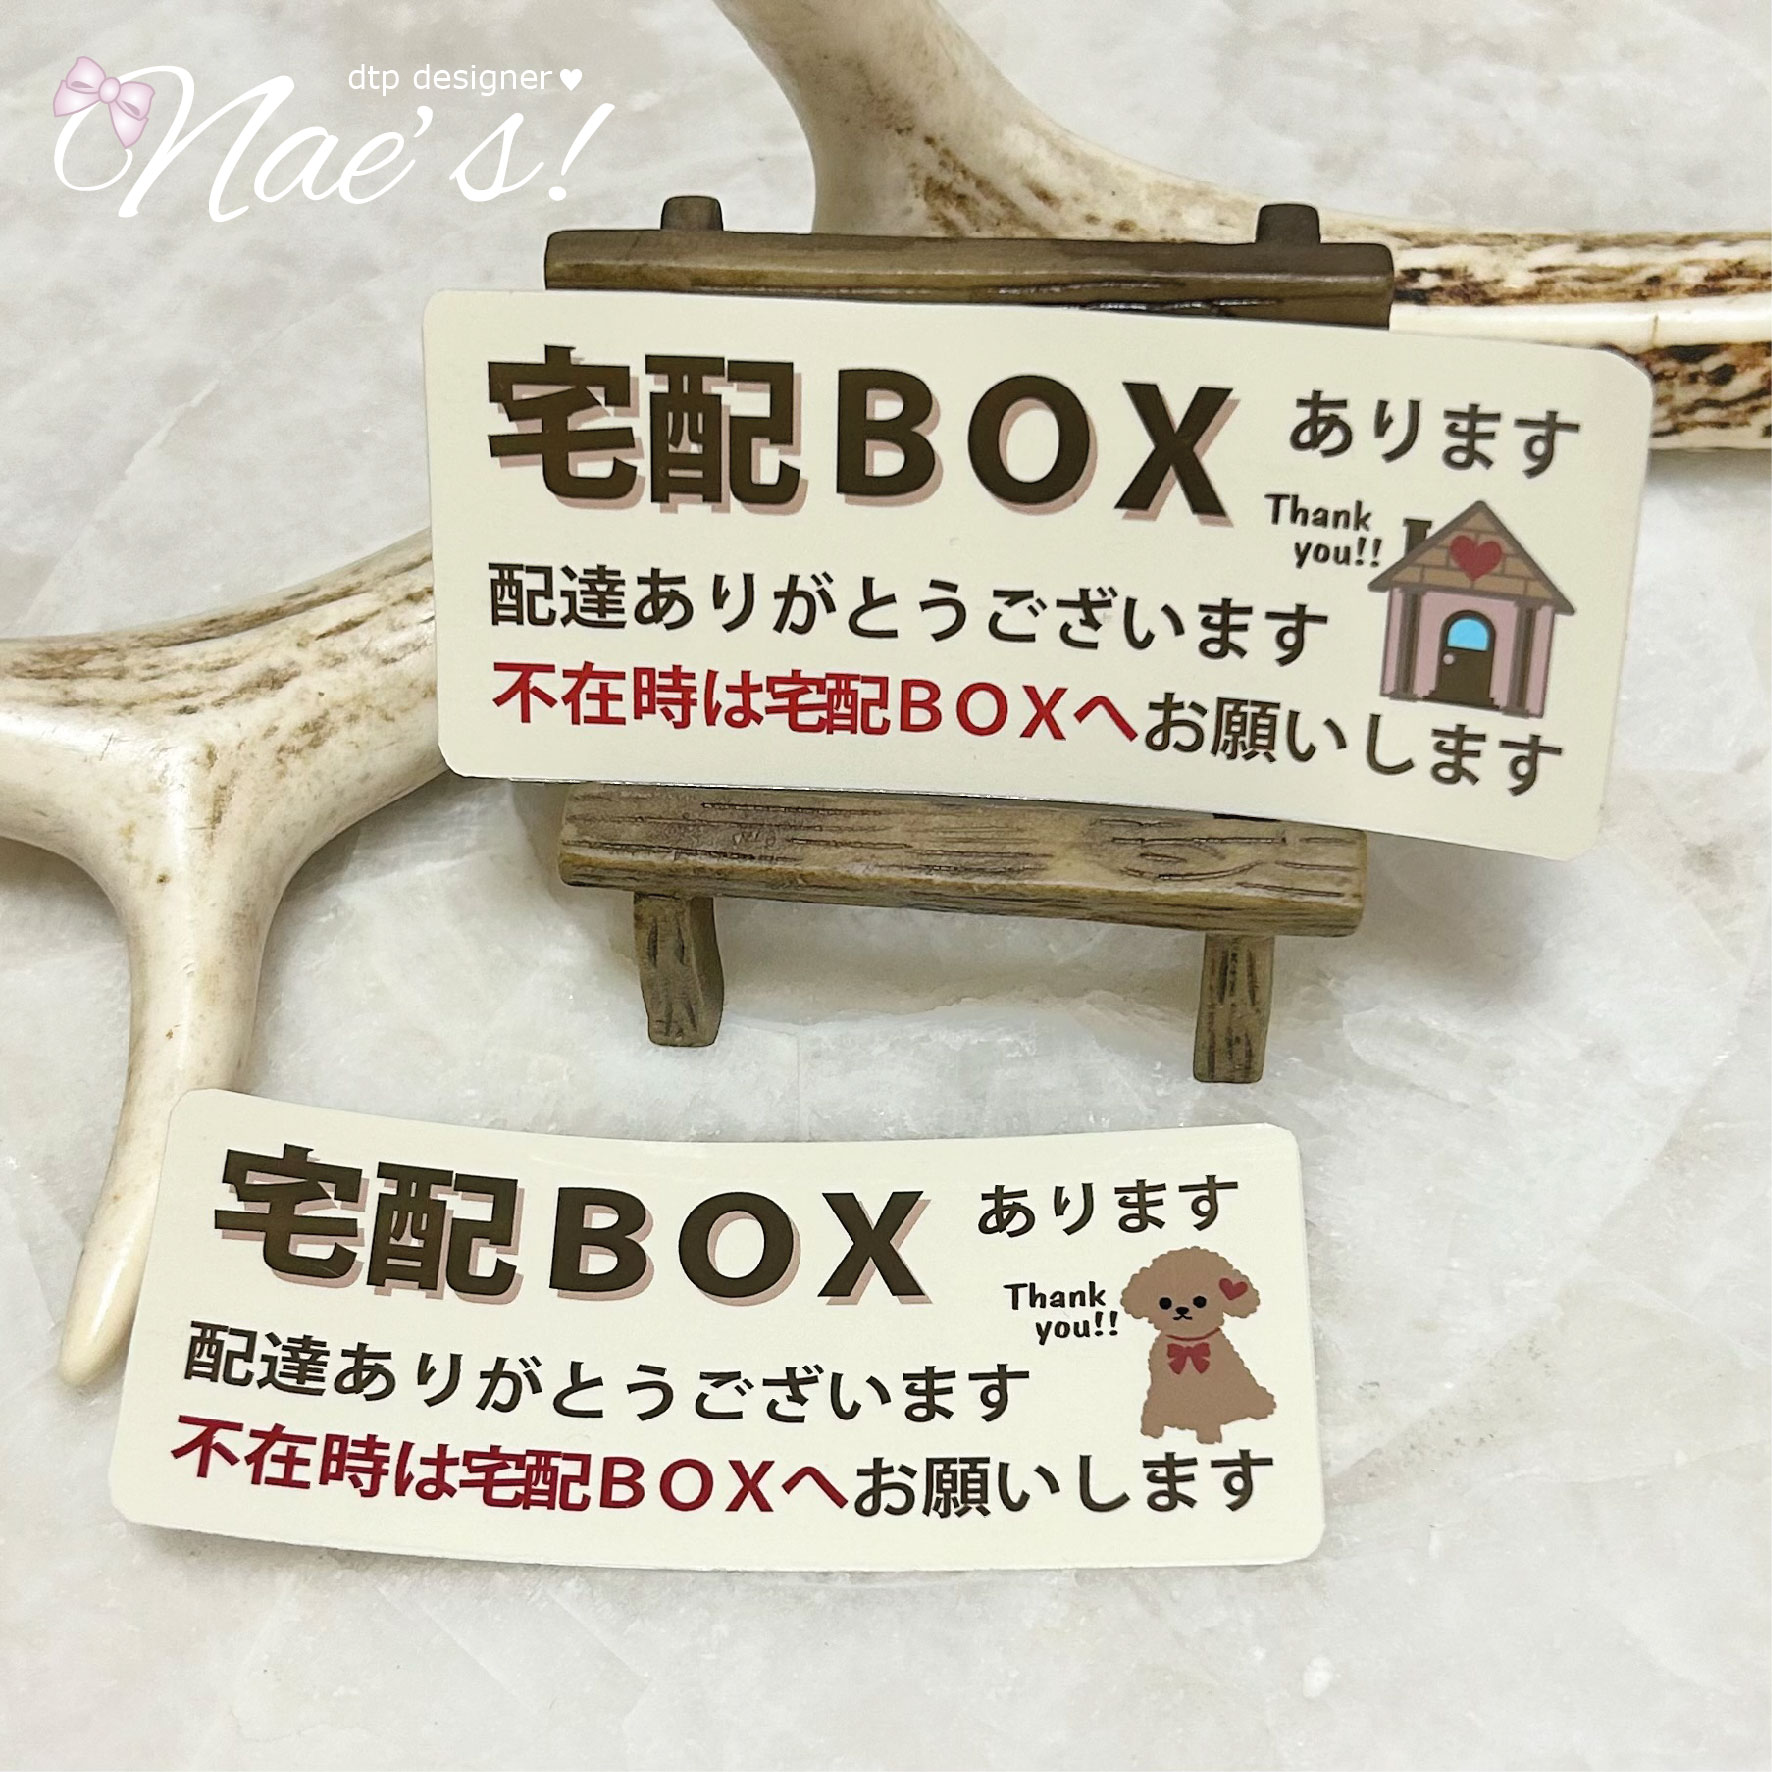 dtp designer♥
Nae's!
宅配BOX あります
Thank
you!!
配達ありがとうございます
不在時は宅配BOXへお願いします
宅配BOX あります
Thank
you!!
配達ありがとうございます
不在時は宅配BOXへお願いします